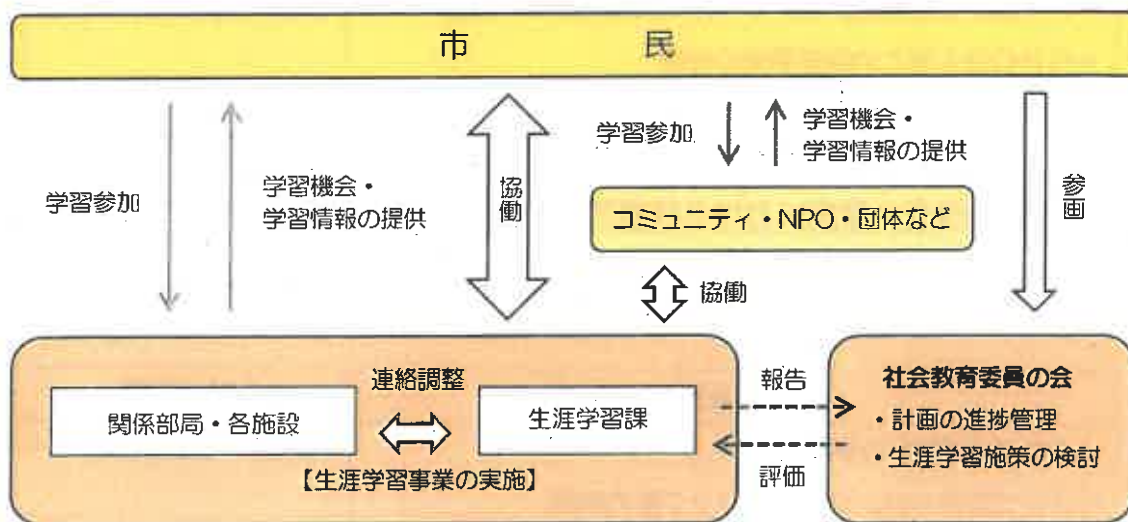 市　民
学習参加
学習機会・
学習情報の提供
協働
学習参加
学習機会・
学習情報の提供
参画
コミュニティ・NPO・団体など
協働
連絡調整
関係部局・各施設
生涯学習課
【生涯学習事業の実施】
報告
評価
社会教育委員の会
・計画の進捗管理
・生涯学習施策の検討